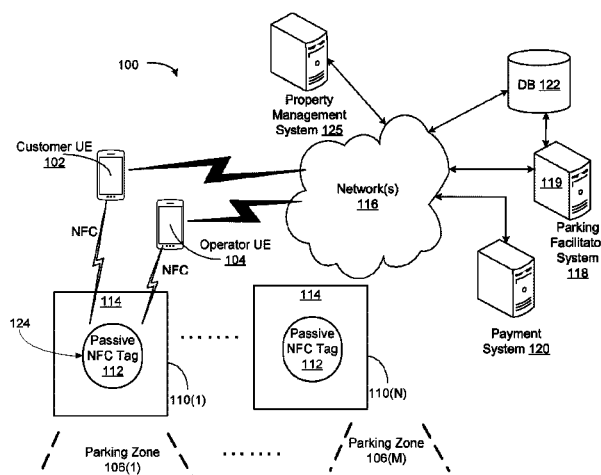 100
Property
Management
System 125
DB 122
Customer UE
102
Network(s)
116
119
Parking
Facilitato
System
118
NFC
Operator UE
104
NFC
Payment
System 120
114
114
124
Passive
NFC Tag
112
Passive
NFC Tag
112
110(1)
110(N)
Parking Zone
106(1)
Parking Zone
106(M)